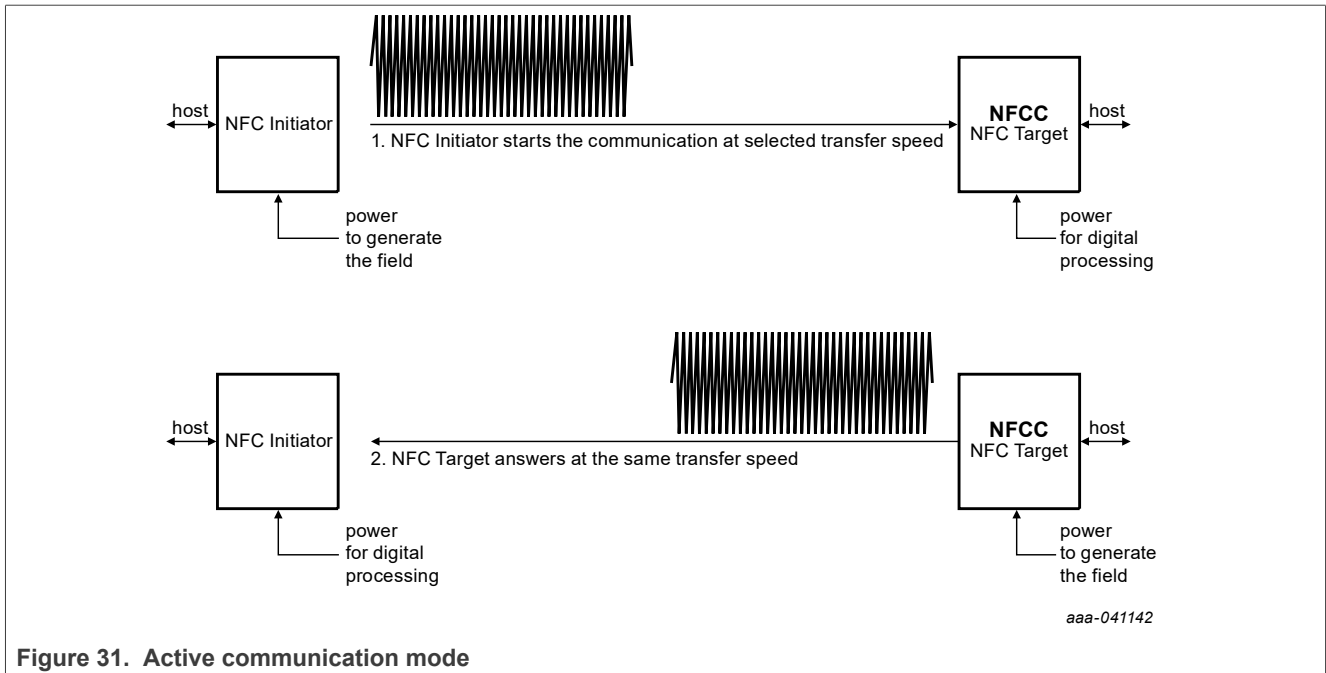 host
NFC Initiator
1. NFC Initiator starts the communication at selected transfer speed
NFCC
NFC Target
host
power
to generate
the field
power
for digital
processing
host
NFC Initiator
2. NFC Target answers at the same transfer speed
NFCC
NFC Target
host
power
for digital
processing
power
to generate
the field
aaa-041142
Figure 31. Active communication mode